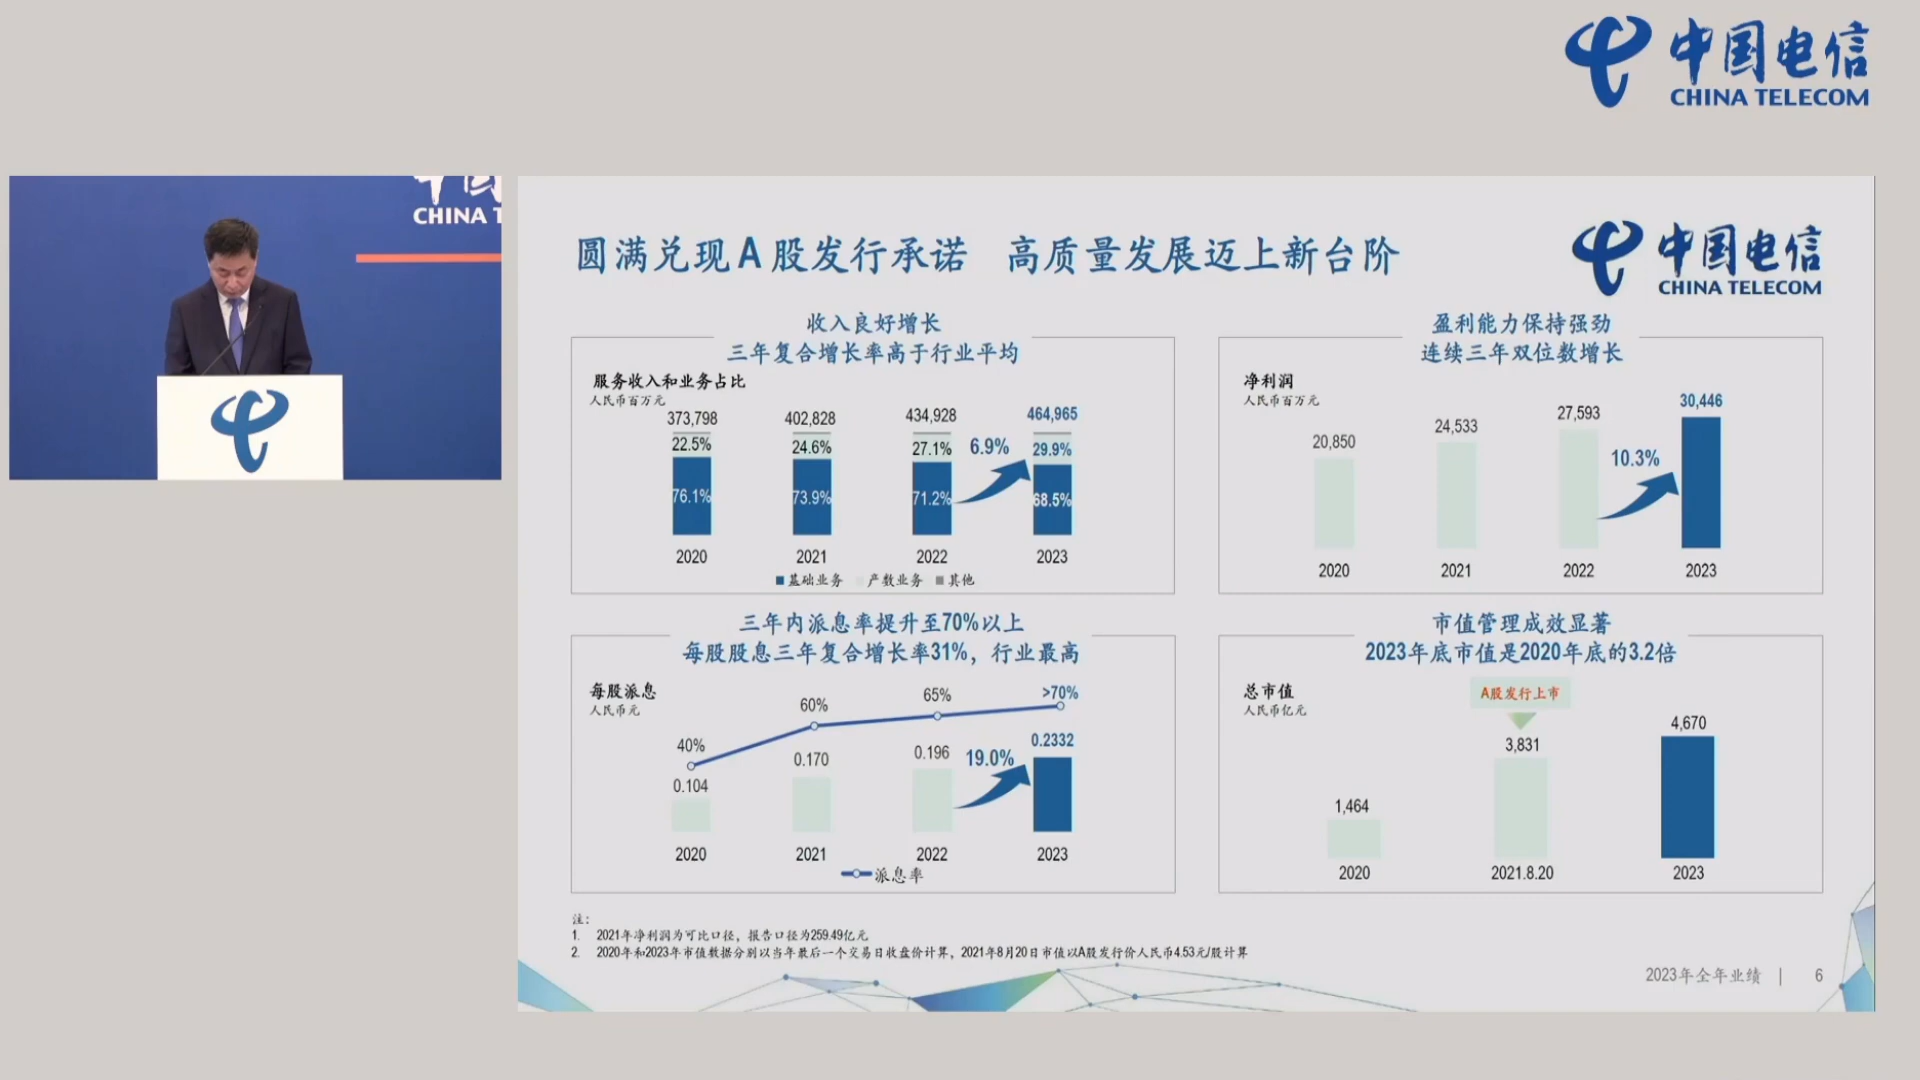 中国电信
CHINA TELECOM
CHINA T
圆满兑现A股发行承诺 高质量发展迈上新台阶
中国电信
CHINA TELECOM
收入良好增长
三年复合增长率高于行业平均
服务收入和业务占比
人民币百万元
373,798
402,828
434,928
464,965
22.5%
24.6%
27.1%
6.9%
29.9%
76.1%
73.9%
71.2%
68.5%
2020
2021
2022
2023
基础业务
产数业务
其他
盈利能力保持强劲
连续三年双位数增长
净利润
人民币百万元
20,850
24,533
27,593
30,446
10.3%
2020
2021
2022
2023
三年内派息率提升至70%以上
每股股息三年复合增长率31%，行业最高
每股派息
人民币元
40%
60%
65%
>70%
0.104
0.170
0.196
19.0%
0.2332
2020
2021
2022
2023
派息率
市值管理成效显著
2023年底市值是2020年底的3.2倍
总市值
人民币亿元
A股发行上市
1,464
3,831
4,670
2020
2021.8.20
2023
注：
1. 2021年净利润为可比口径，报告口径为259.49亿元
2. 2020年和2023年市值数据分别以当年最后一个交易日收盘价计算，2021年8月20日市值以A股发行价人民币4.53元/股计算
2023年全年业绩 | 6